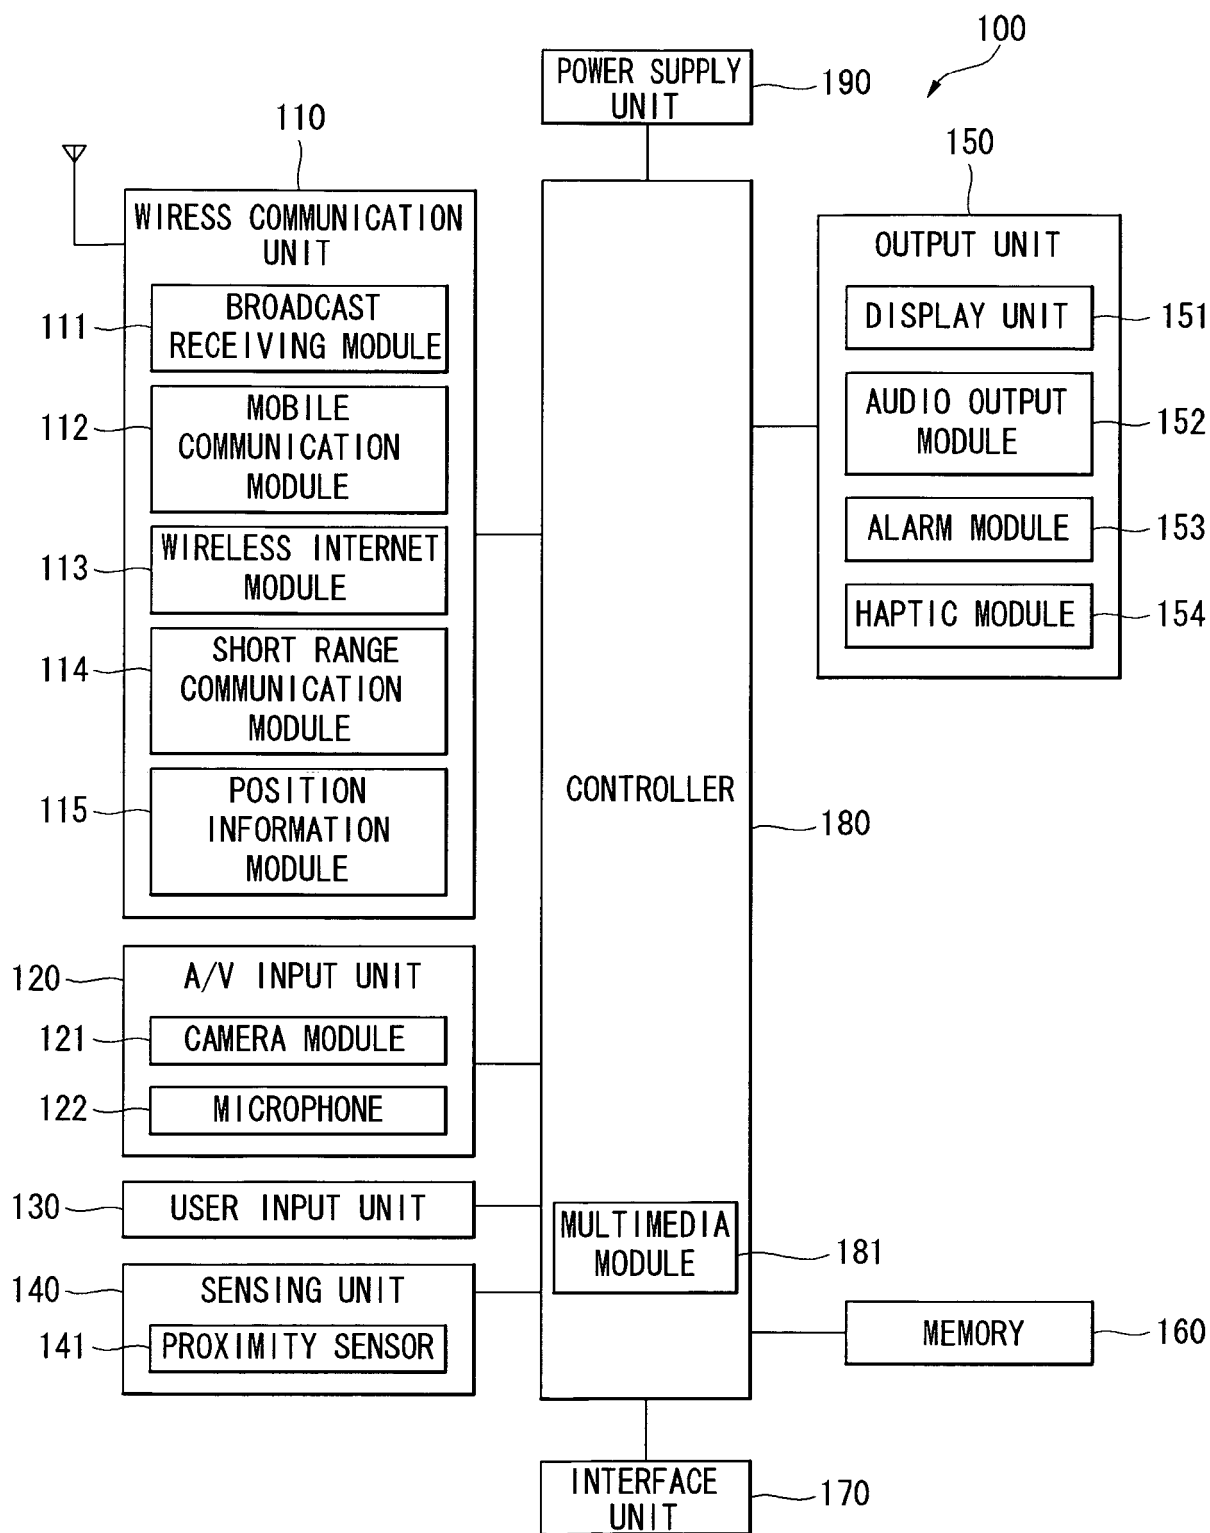 100
POWER SUPPLY
UNIT
190
110
WIRESS COMMUNICATION
UNIT
111
BROADCAST
RECEIVING MODULE
112
MOBILE
COMMUNICATION
MODULE
113
WIRELESS INTERNET
MODULE
114
SHORT RANGE
COMMUNICATION
MODULE
115
POSITION
INFORMATION
MODULE
120
A/V INPUT UNIT
121
CAMERA MODULE
122
MICROPHONE
130
USER INPUT UNIT
140
SENSING UNIT
141
PROXIMITY SENSOR
CONTROLLER
180
MULTIMEDIA
MODULE
181
150
OUTPUT UNIT
DISPLAY UNIT
151
AUDIO OUTPUT
MODULE
152
ALARM MODULE
153
HAPTIC MODULE
154
MEMORY
160
INTERFACE
UNIT
170